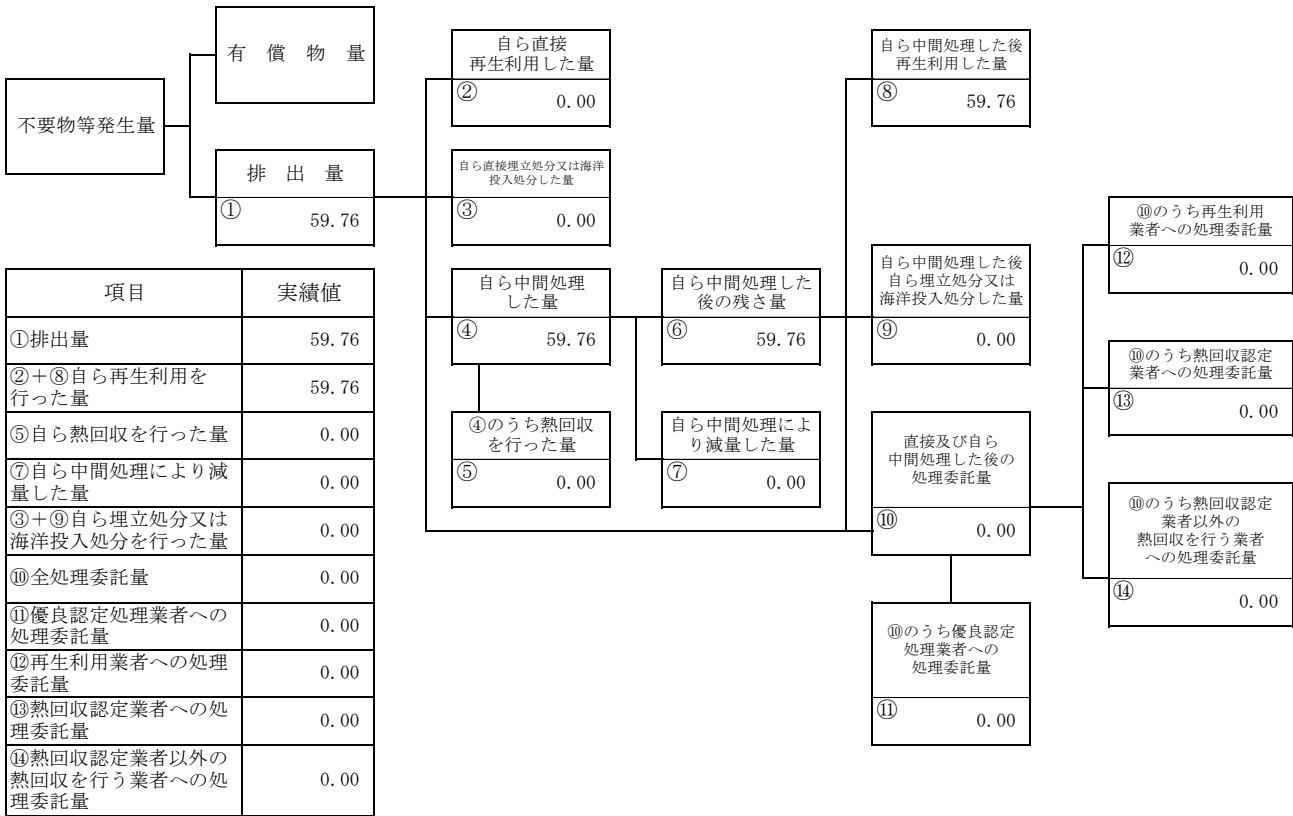 不要物等発生量
有　償　物　量
排　出　量
①
59.76
自ら直接
再生利用した量
②
0.00
自ら直接埋立処分又は海洋
投入処分した量
③
0.00
自ら中間処理
した量
④
59.76
④のうち熱回収
を行った量
⑤
0.00
自ら中間処理した
後の残さ量
⑥
59.76
自ら中間処理によ
り減量した量
⑦
0.00
自ら中間処理した後
再生利用した量
⑧
59.76
自ら中間処理した後
自ら埋立処分又は
海洋投入処分した量
⑨
0.00
直接及び自ら
中間処理した後の
処理委託量
⑩
0.00
⑩のうち優良認定
処理業者への
処理委託量
⑪
0.00
⑩のうち再生利用
業者への処理委託量
⑫
0.00
⑩のうち熱回収認定
業者への処理委託量
⑬
0.00
⑩のうち熱回収認定
業者以外の
熱回収を行う業者
への処理委託量
⑭
0.00
項目 実績値
①排出量 59.76
②＋⑧自ら再生利用を
行った量 59.76
⑤自ら熱回収を行った量 0.00
⑦自ら中間処理により減
量した量 0.00
③＋⑨自ら埋立処分又は
海洋投入処分を行った量 0.00
⑩全処理委託量 0.00
⑪優良認定処理業者への
処理委託量 0.00
⑫再生利用業者への処理
委託量 0.00
⑬熱回収認定業者への処
理委託量 0.00
⑭熱回収認定業者以外の
熱回収を行う業者への処
理委託量 0.00